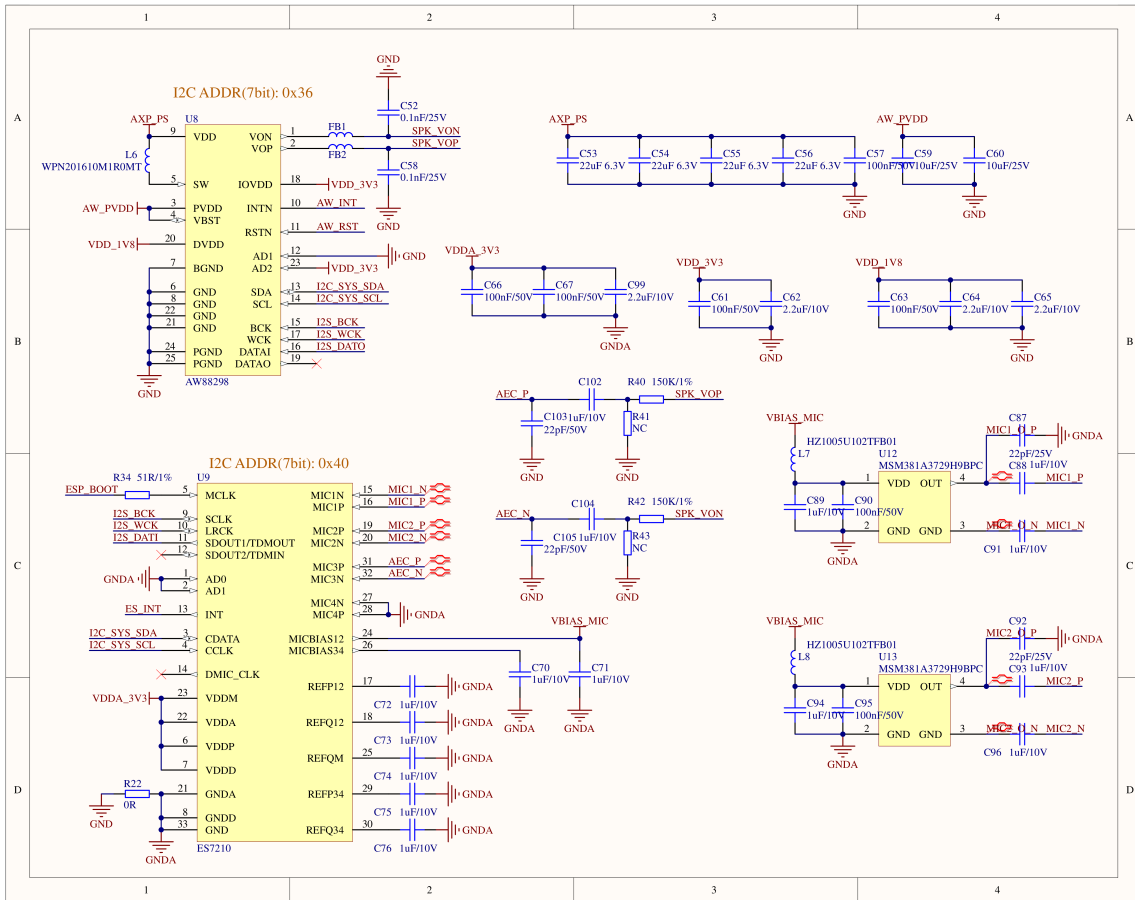 1 2 3 4
A
B
C
D
A
B
C
D
1 2 3 4
I2C ADDR(7bit): 0x36
AXP_PS
U8
GND
C52
0.1nF/25V
9 VDD VON 1 FB1 SPK_VON
VOP 2 FB2 SPK_VOP
L6
WPN201610M1R0MT
C58
0.1nF/25V
GND
5 SW IOVDD 18 VDD_3V3
AW_PVDD 3 PVDD INTN 10 AW_INT
4 VBST
RSTN 11 AW_RST
VDD_1V8 20 DVDD
AD1 12 GND
7 BGND AD2 23 VDD_3V3
6 GND SDA 13 I2C_SYS_SDA
8 GND SCL 14 I2C_SYS_SCL
22 GND
21 GND BCK 15 I2S_BCK
WCK 17 I2S_WCK
24 PGND DATAI 16 I2S_DATO
25 PGND DATAO 19
GND
AW88298
AXP_PS
C53
22uF 6.3V
C54
22uF 6.3V
C55
22uF 6.3V
C56
22uF 6.3V
C57
100nF/50V
GND
AW_PVDD
C59
10uF/25V
C60
10uF/25V
GND
VDDA_3V3
C66
100nF/50V
C67
100nF/50V
C99
2.2uF/10V
GNDA
VDD_3V3
C61
100nF/50V
C62
2.2uF/10V
GND
VDD_1V8
C63
100nF/50V
C64
2.2uF/10V
C65
2.2uF/10V
GND
AEC_P
C102
1uF/10V
R40 150K/1%
SPK_VOP
C103
22pF/50V
R41
NC
GND
GND
AEC_N
C104
1uF/10V
R42 150K/1%
SPK_VON
C105
22pF/50V
R43
NC
GND
GND
VBIAS_MIC
HZ1005U102TFB01
L7
U12
MSM381A3729H9BPC
1 VDD OUT 4
2 GND GND 3
C89
1uF/10V
C90
100nF/50V
GNDA
C87
MIC1_O_P
22pF/25V
GNDA
C88 1uF/10V
MIC1_P
MIC1_O_N
MIC1_N
C91 1uF/10V
VBIAS_MIC
HZ1005U102TFB01
L8
U13
MSM381A3729H9BPC
1 VDD OUT 4
2 GND GND 3
C94
1uF/10V
C95
100nF/50V
GNDA
C92
MIC2_O_P
22pF/25V
GNDA
C93 1uF/10V
MIC2_P
MIC2_O_N
MIC2_N
C96 1uF/10V
I2C ADDR(7bit): 0x40
R34 51R/1%
U9
ESP_BOOT 5 MCLK MIC1N 15 MIC1_N
MIC1P 16 MIC1_P
I2S_BCK 9 SCLK
I2S_WCK 10 LRCK MIC2P 19 MIC2_P
I2S_DATI 11 SDOUT1/TDMOUT MIC2N 20 MIC2_N
12 SDOUT2/TDMIN
MIC3P 31 AEC_P
GNDA 1 AD0 MIC3N 32 AEC_N
2 AD1
MIC4N 27
ES_INT 13 INT MIC4P 28 GNDA
I2C_SYS_SDA 3 CDATA MICBIAS12 24 VBIAS_MIC
I2C_SYS_SCL 4 CCLK MICBIAS34 26
C70
1uF/10V
GNDA
C71
1uF/10V
GNDA
14 DMIC_CLK
REFP12 17 GNDA
C72 1uF/10V
VDDA_3V3 23 VDDM
22 VDDA REFQ12 18 GNDA
C73 1uF/10V
6 VDDP
REFQM 25 GNDA
C74 1uF/10V
7 VDDD
R22
0R
GND
21 GNDA REFP34 29 GNDA
C75 1uF/10V
8 GNDD
33 GND REFQ34 30 GNDA
C76 1uF/10V
GNDA
ES7210